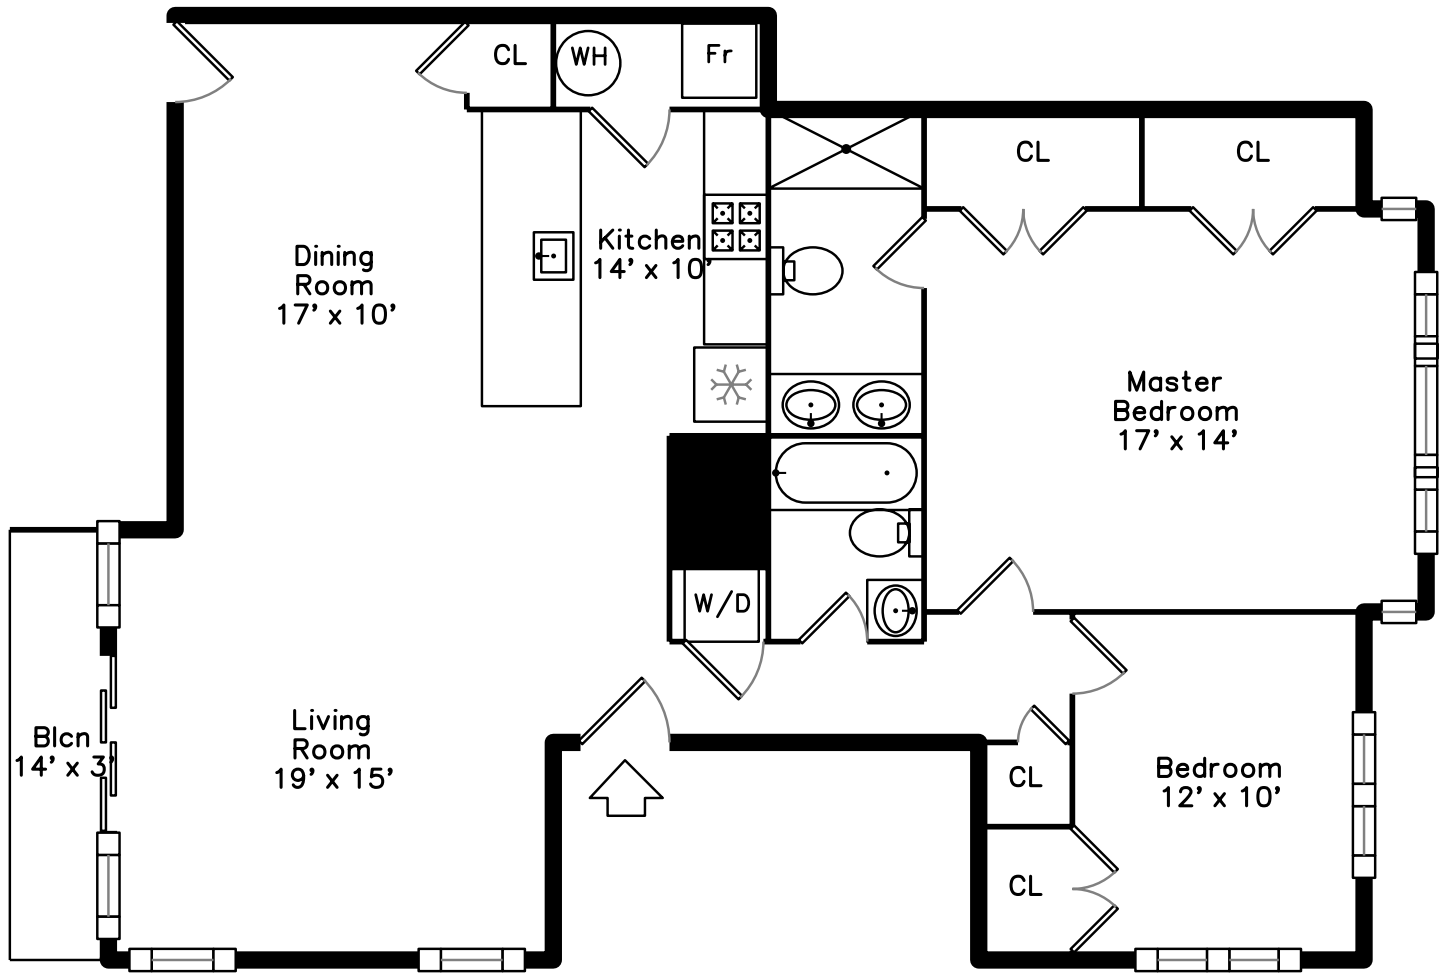 CL
WH
Fr
CL
CL
Dining
Room
17' x 10'
Kitchen
14' x 10'
Master
Bedroom
17' x 14'
W/D
Living
Room
19' x 15'
Blcn
14' x 3'
CL
Bedroom
12' x 10'
CL